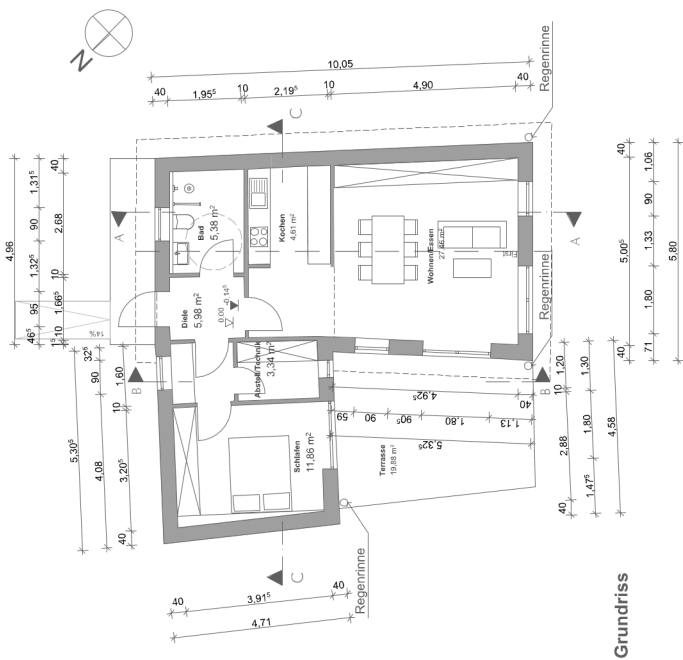 N
10,05
40
1,95⁵
10
2,19⁵
10
4,90
40
Regenrinne
C
4,96
46⁵
95
1,32⁵
90
1,31⁵
1⁵
10
1,66⁵
10
2,68
40
14%
A
Bad
5,38 m²
Kochen
4,61 m²
Wohnen/Essen
27,46 m²
First
Diele
5,98 m²
0.00
-0,14⁵
Abstell/Technik
3,34 m²
Schlafen
11,86 m²
Terrasse
19,88 m²
A
Regenrinne
40
5,00⁵
40
1,06
90
1,33
1,80
71
5,80
B
5,30⁵
32⁵
90
4,08
1,60
10
3,20⁵
40
4,92⁵
40
59
90
90⁵
1,80
1,13
5,32⁵
B
1,20
10
2,88
40
1,30
1,80
1,47⁵
4,58
C
Regenrinne
40
3,91⁵
40
4,71
Grundriss